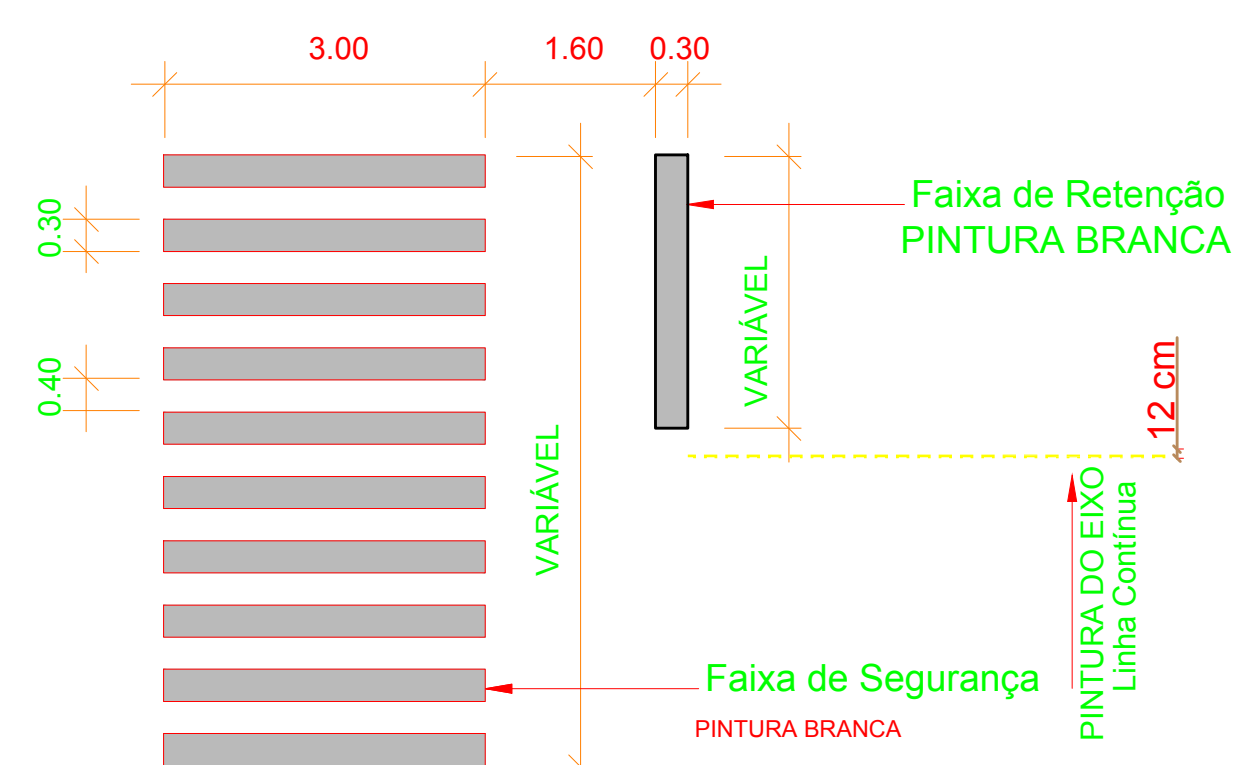 3.00
1.60
0.30
Faixa de Retenção
PINTURA BRANCA
0.30
VARIÁVEL
12 cm
0.40
VARIÁVEL
PINTURA DO EIXO
Linha Contínua
Faixa de Segurança
PINTURA BRANCA